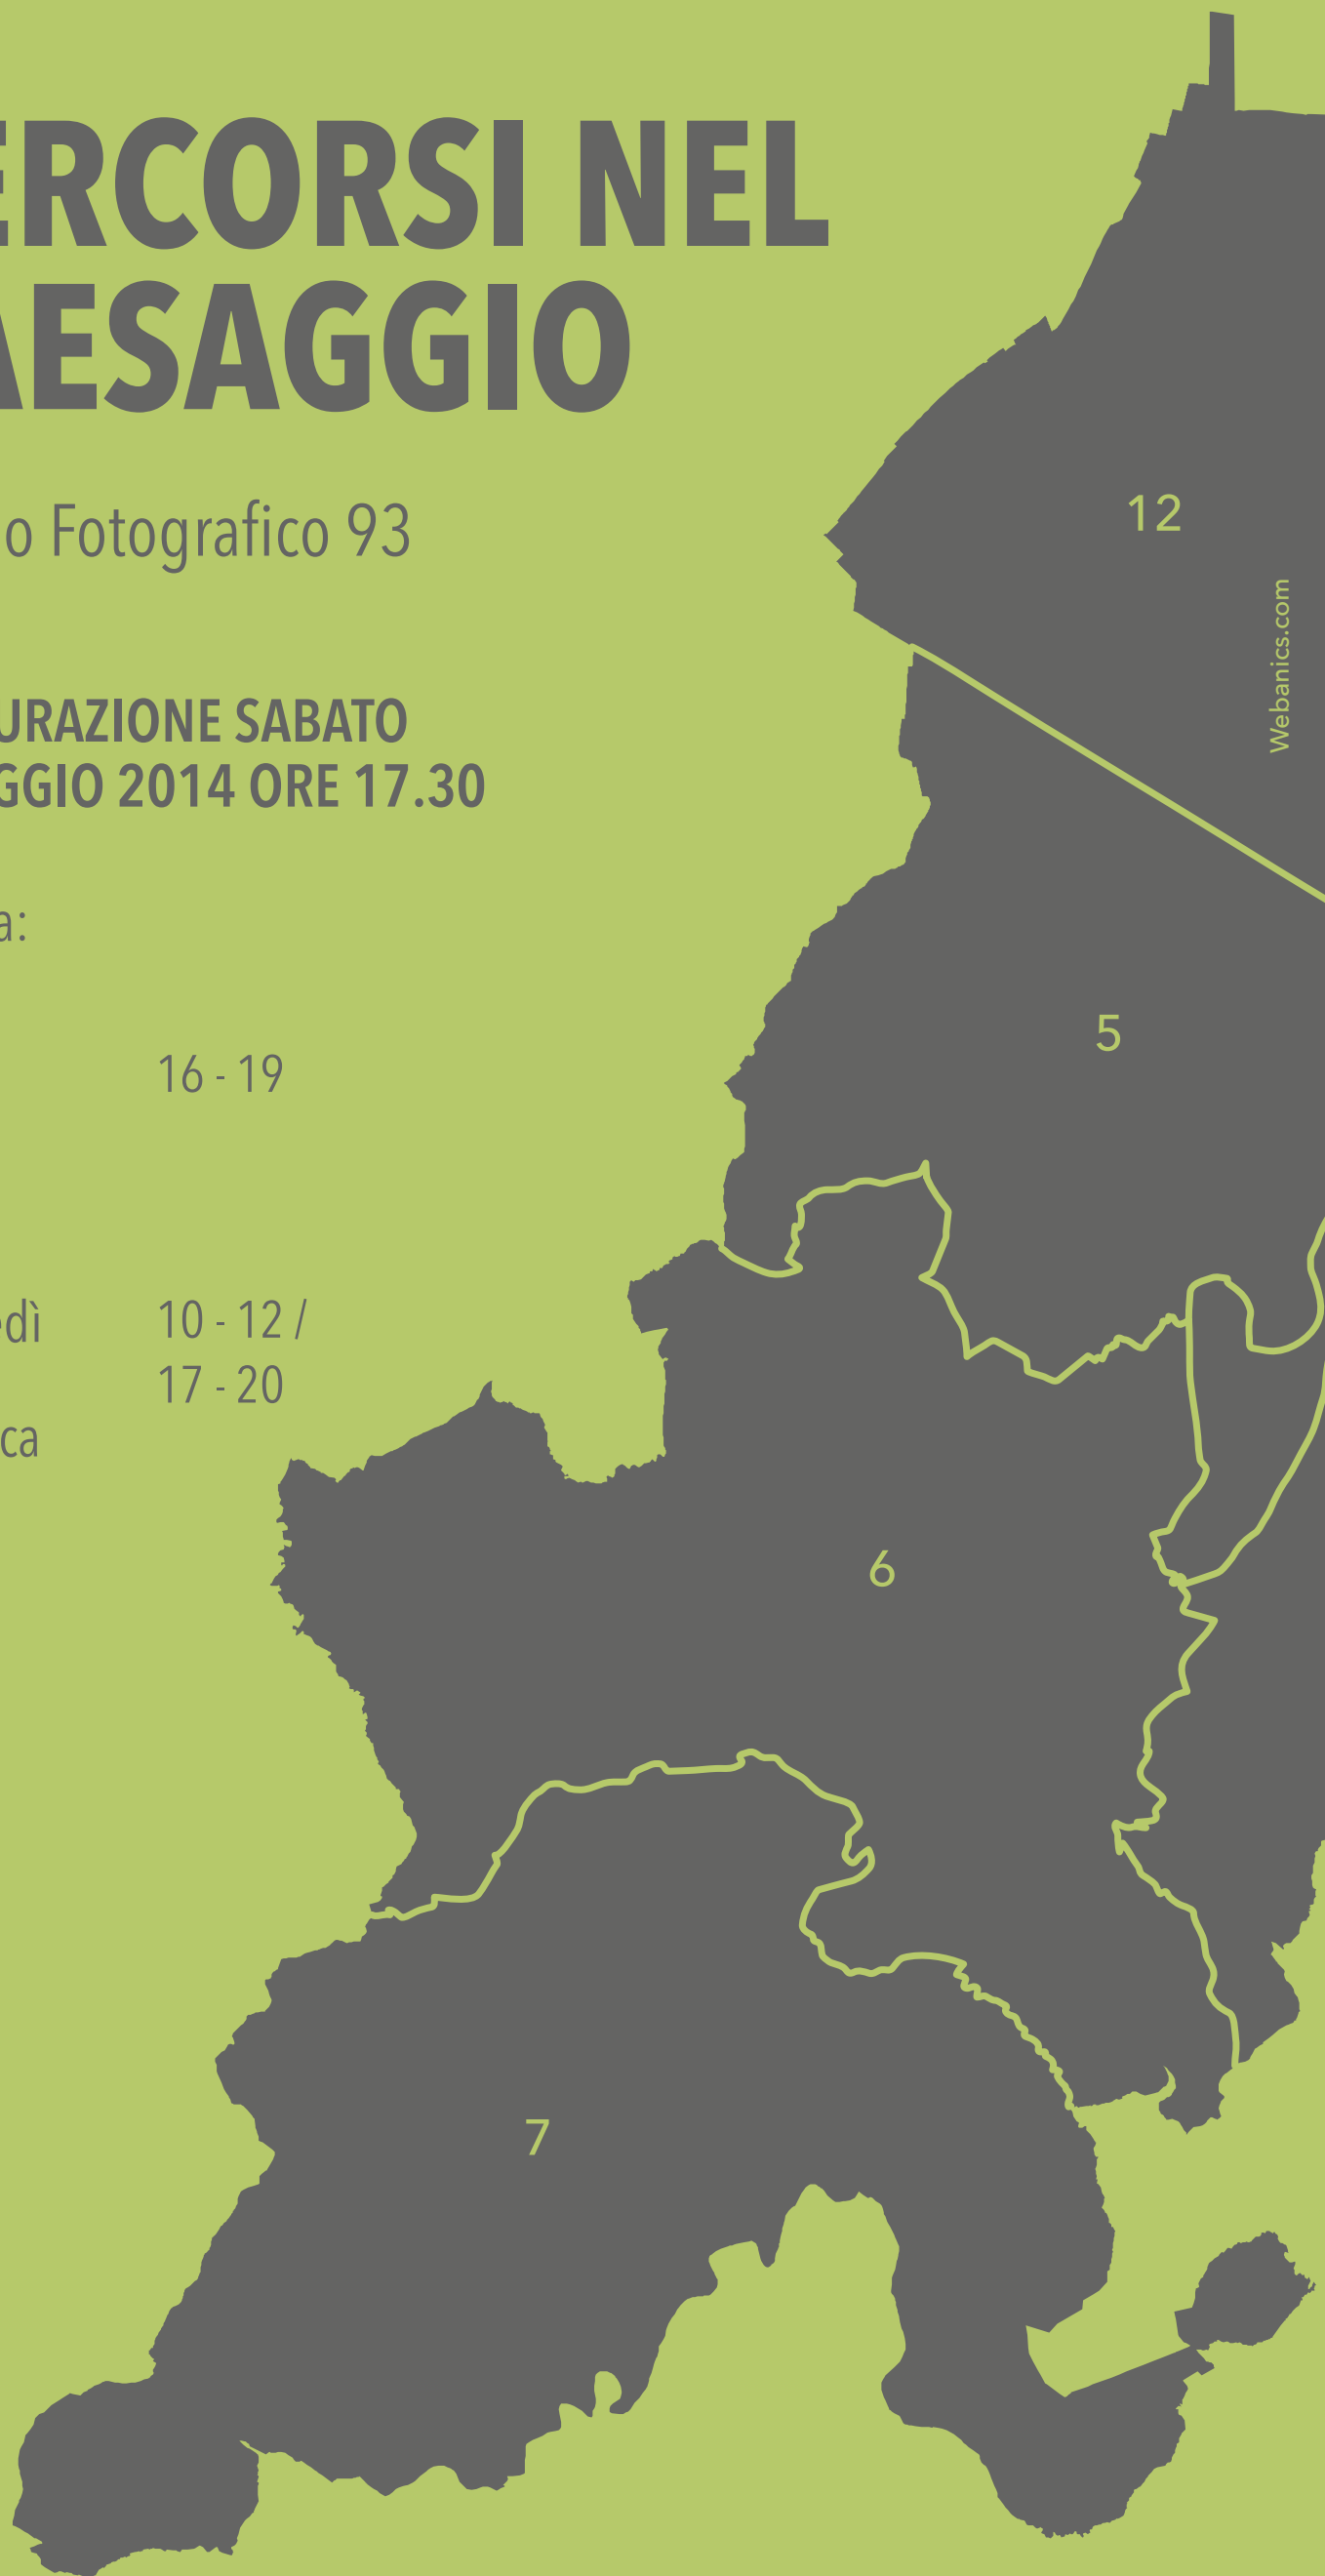 ERCORSI NEL
AESAGGIO
o Fotografico 93
URAZIONE SABATO
GGIO 2014 ORE 17.30
a:
16 - 19
edì 10 - 12 /
17 - 20
ca
12
Webanics.com
5
6
7